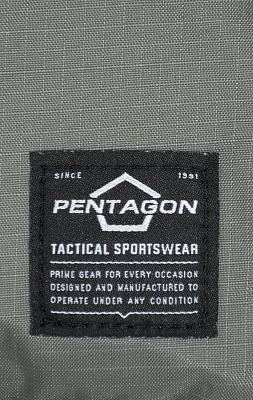 SINCE 1991
PENTAGON
TACTICAL SPORTSWEAR
PRIME GEAR FOR EVERY OCCASION
DESIGNED AND MANUFACTURED TO
OPERATE UNDER ANY CONDITION